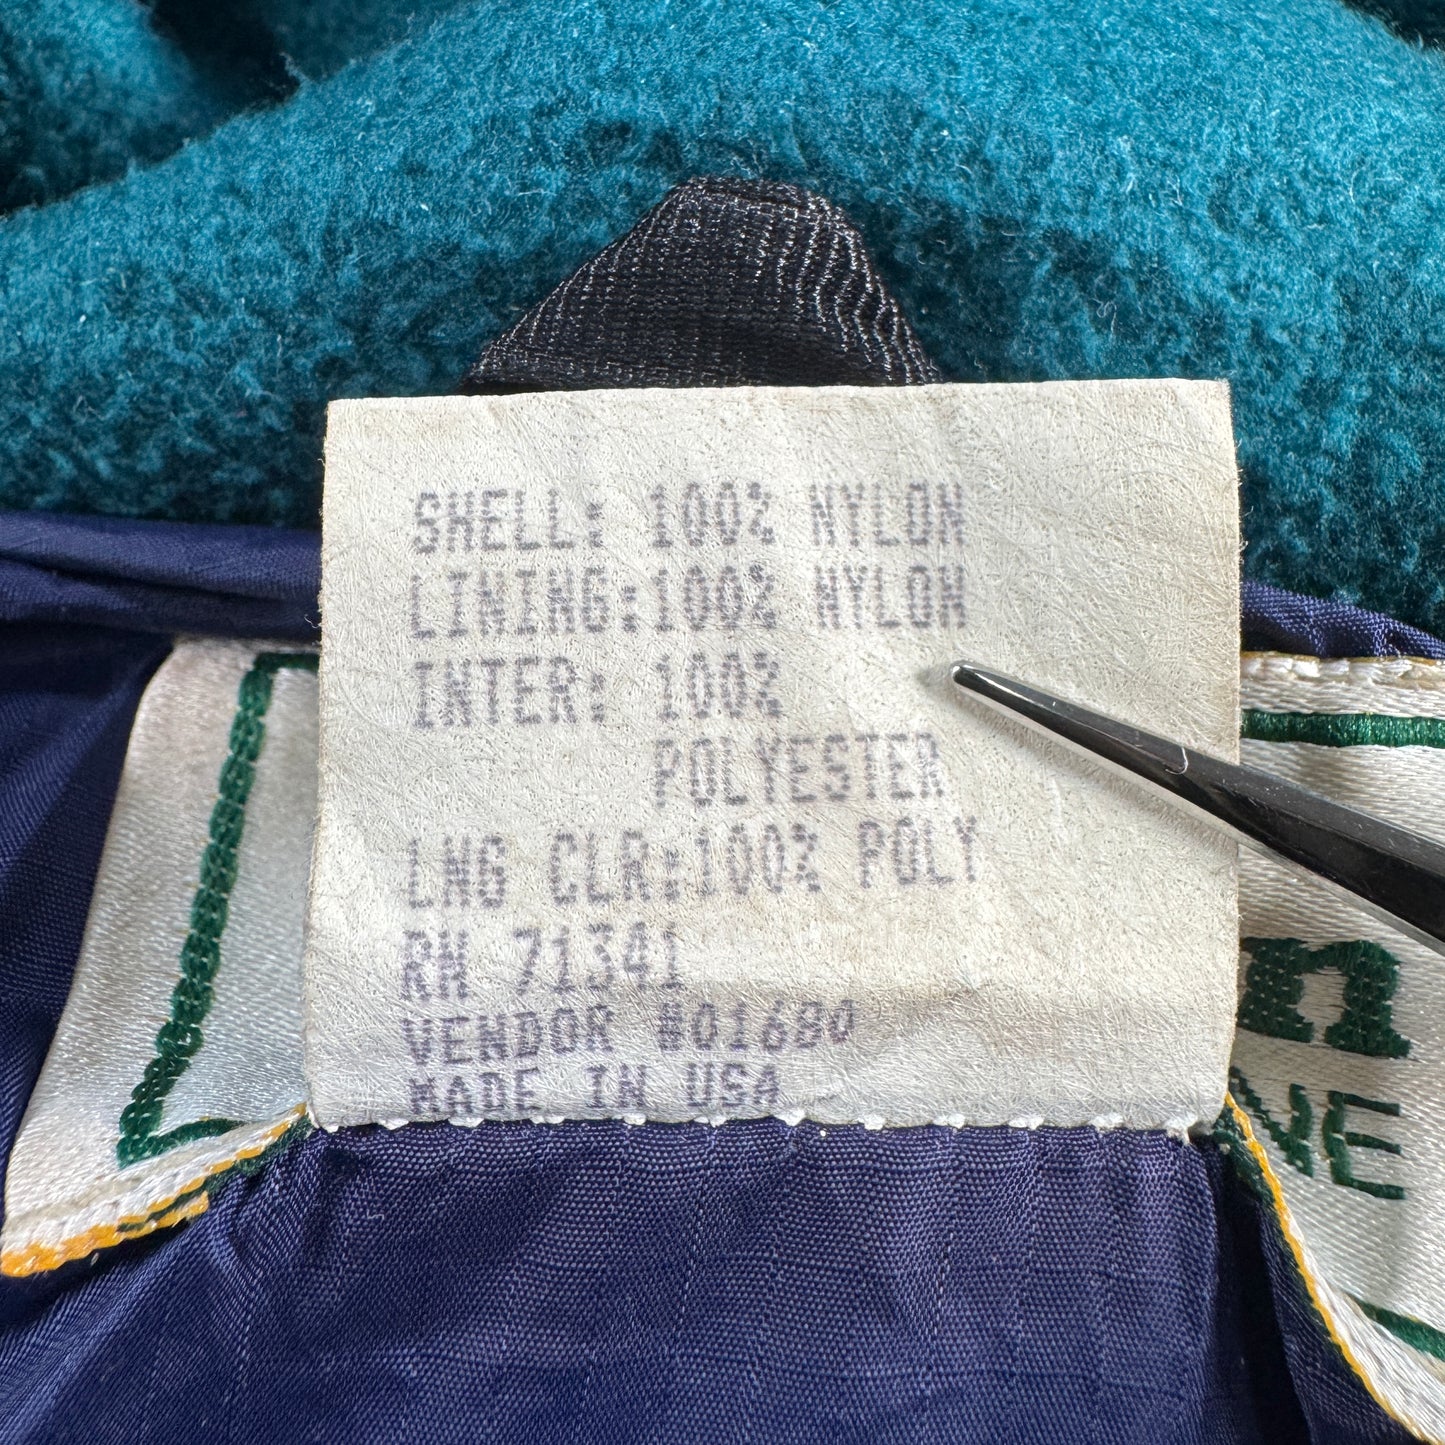 SHELL: 100% NYLON
LINING:100% NYLON
INTER: 100%
POLYESTER
LNG CLR:100% POLY
RN 71341
VENDOR #01680
MADE IN USA